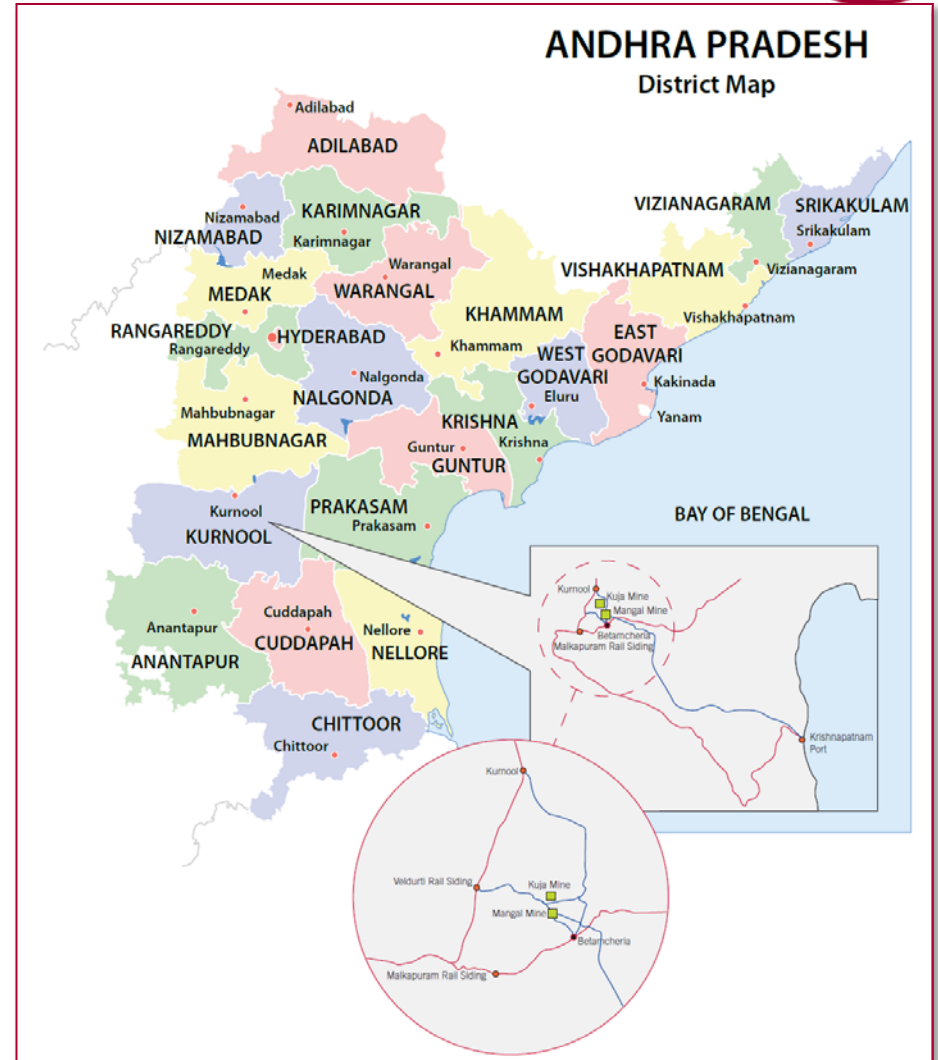 ANDHRA PRADESH
District Map
Adilabad
ADILABAD
VIZIANAGARAM
SRIKAKULAM
Srikakulam
Nizamabad
NIZAMABAD
KARIMNAGAR
Karimnagar
Vizianagaram
VISHAKHAPATNAM
Vishakhapatnam
Medak
MEDAK
Warangal
WARANGAL
KHAMMAM
Khammam
RANGAREDDY
Rangareddy
HYDERABAD
EAST
GODAVARI
WEST
GODAVARI
Eluru
Kakinada
Yanam
Nalgonda
NALGONDA
Mahbubnagar
MAHBUBNAGAR
KRISHNA
Krishna
Guntur
GUNTUR
Kurnool
KURNOOL
PRAKASAM
Prakasam
BAY OF BENGAL
Anantapur
ANANTAPUR
Cuddapah
CUDDAPAH
Nellore
NELLORE
CHITTOOR
Chittoor
Kurnool
Kuja Mine
Mangal Mine
Betamcheria
Malkapuram Rail Siding
Krishnapatnam
Port
Kurnool
Veldurti Rail Siding
Kuja Mine
Mangal Mine
Betamcheria
Malkapuram Rail Siding